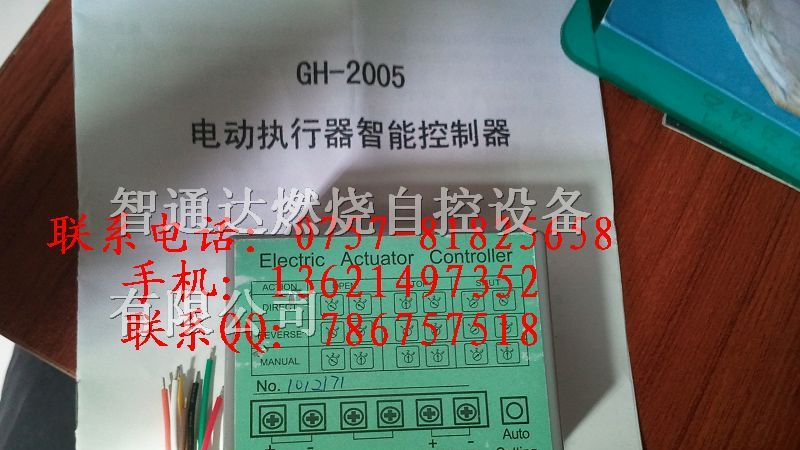 GH-2005
电动执行器智能控制器
智通达燃烧自控设备
联系电话：0757-81825658
Electric Actuator Controller
手机：13621497352
ACTION OPEN
DIRECT
有限公司
联系QQ：786757518
REVERSE
MANUAL
No. 1012171
+ - + -
Auto